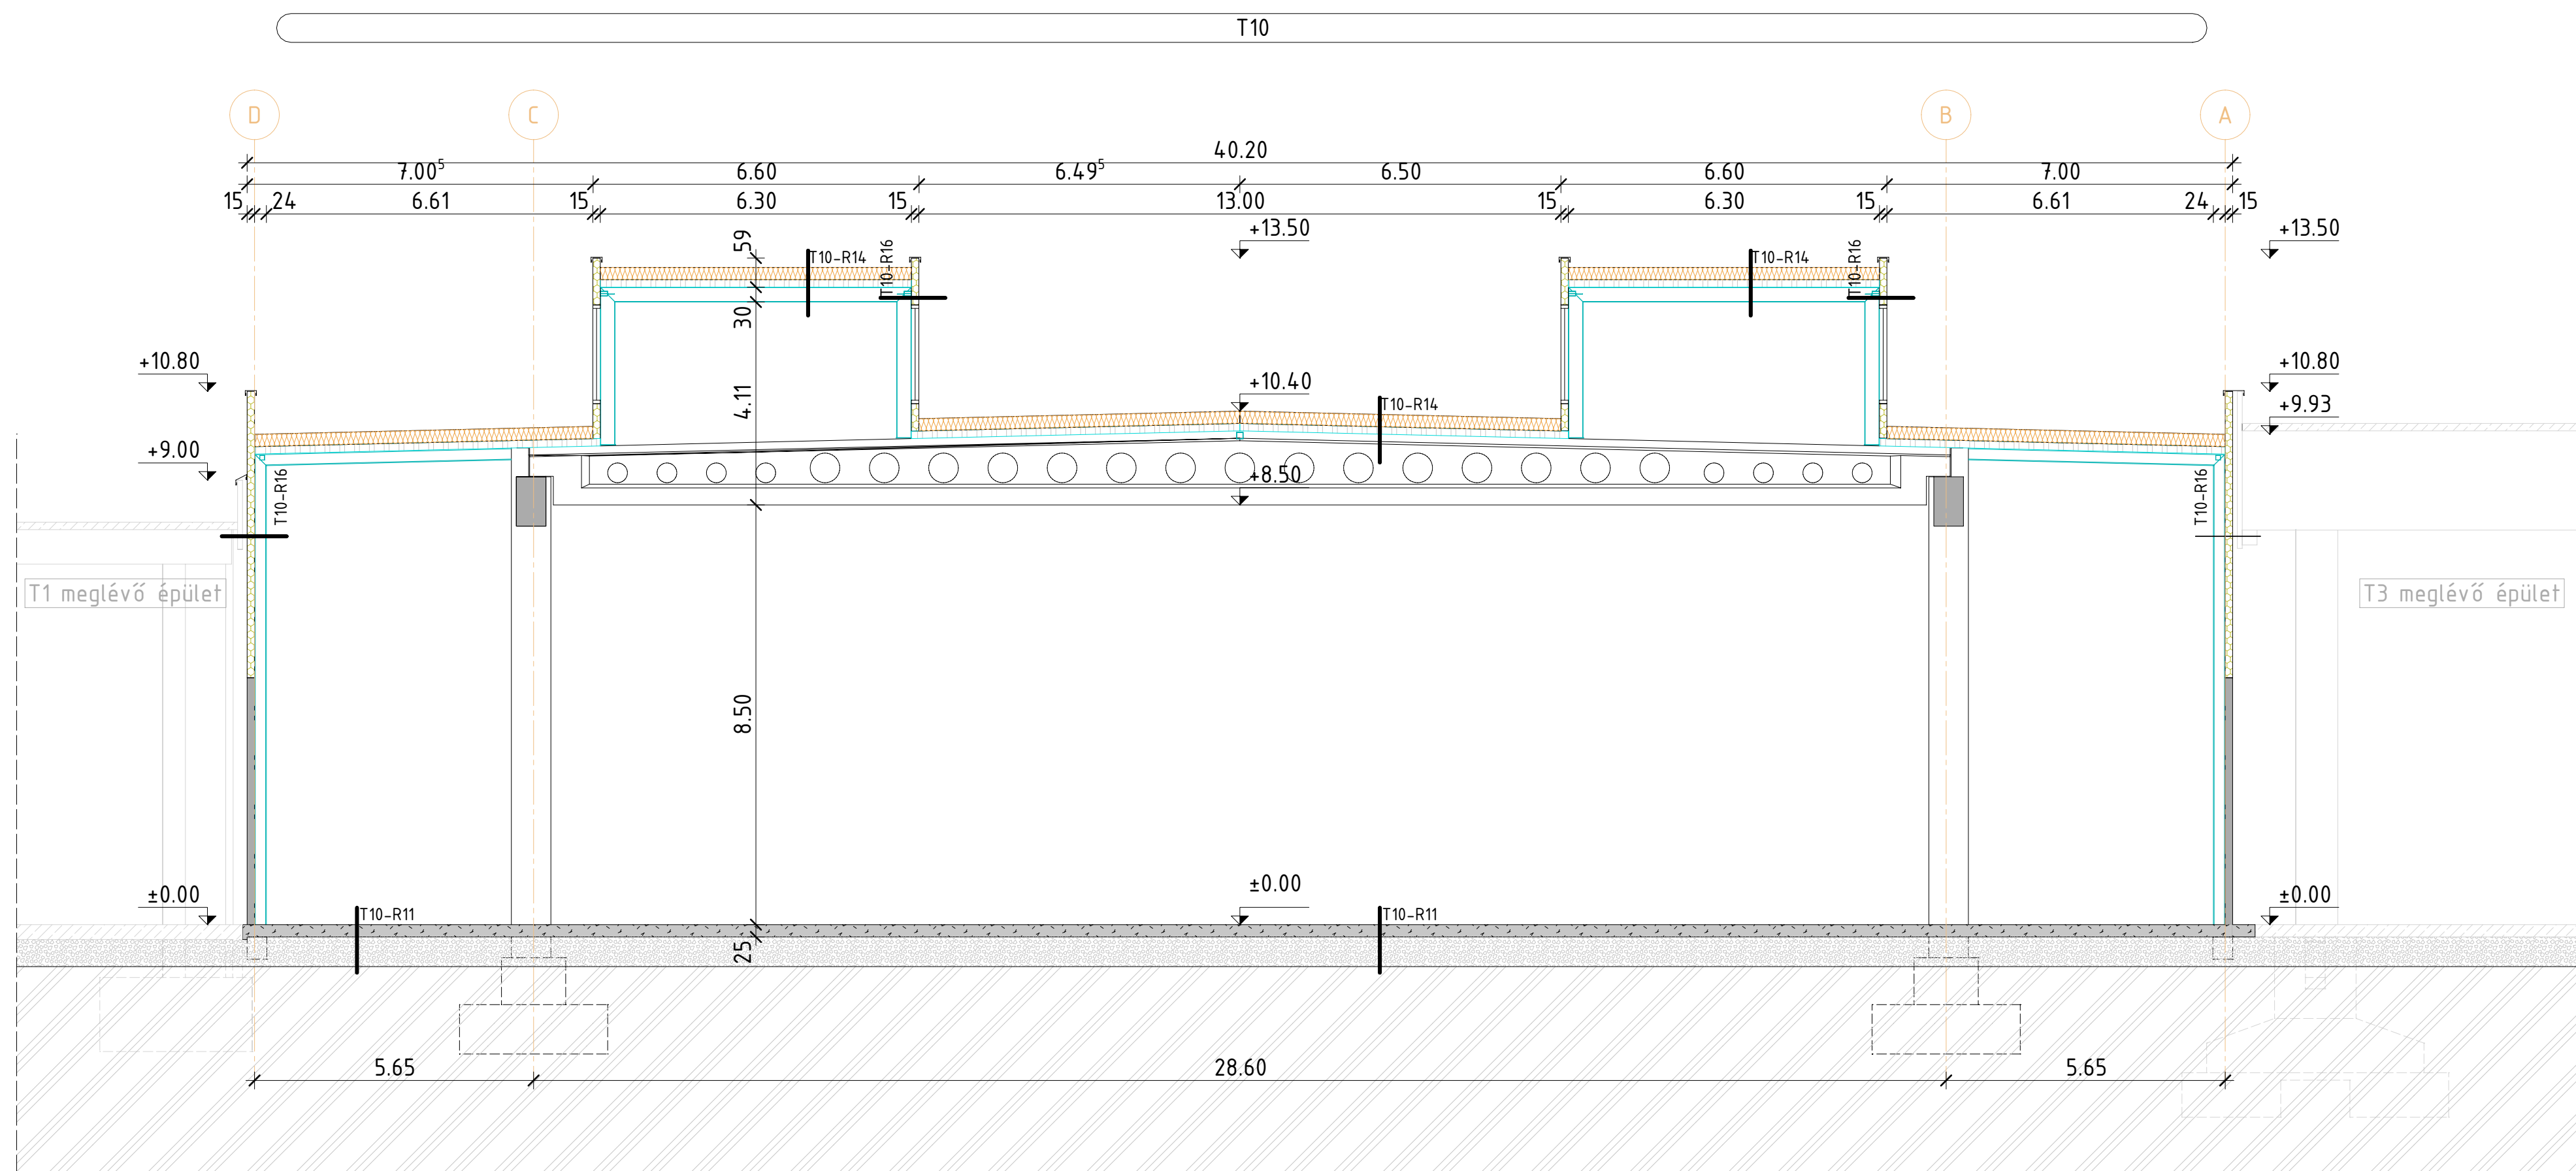 T10
D C B A
40.20
7.00⁵ 6.60 6.49⁵ 6.50 6.60 7.00
15 24 6.61 15 6.30 15 13.00 15 6.30 15 6.61 24 15
+13.50 +13.50
59
T10-R14 T10-R16 T10-R14 T10-R16
30
+10.80 +10.40 +10.80
4.11 T10-R14 +9.93
+9.00 +8.50
T10-R16 T10-R16
T1 meglévő épület T3 meglévő épület
8.50
±0.00 ±0.00 ±0.00
T10-R11 T10-R11
25
5.65 28.60 5.65